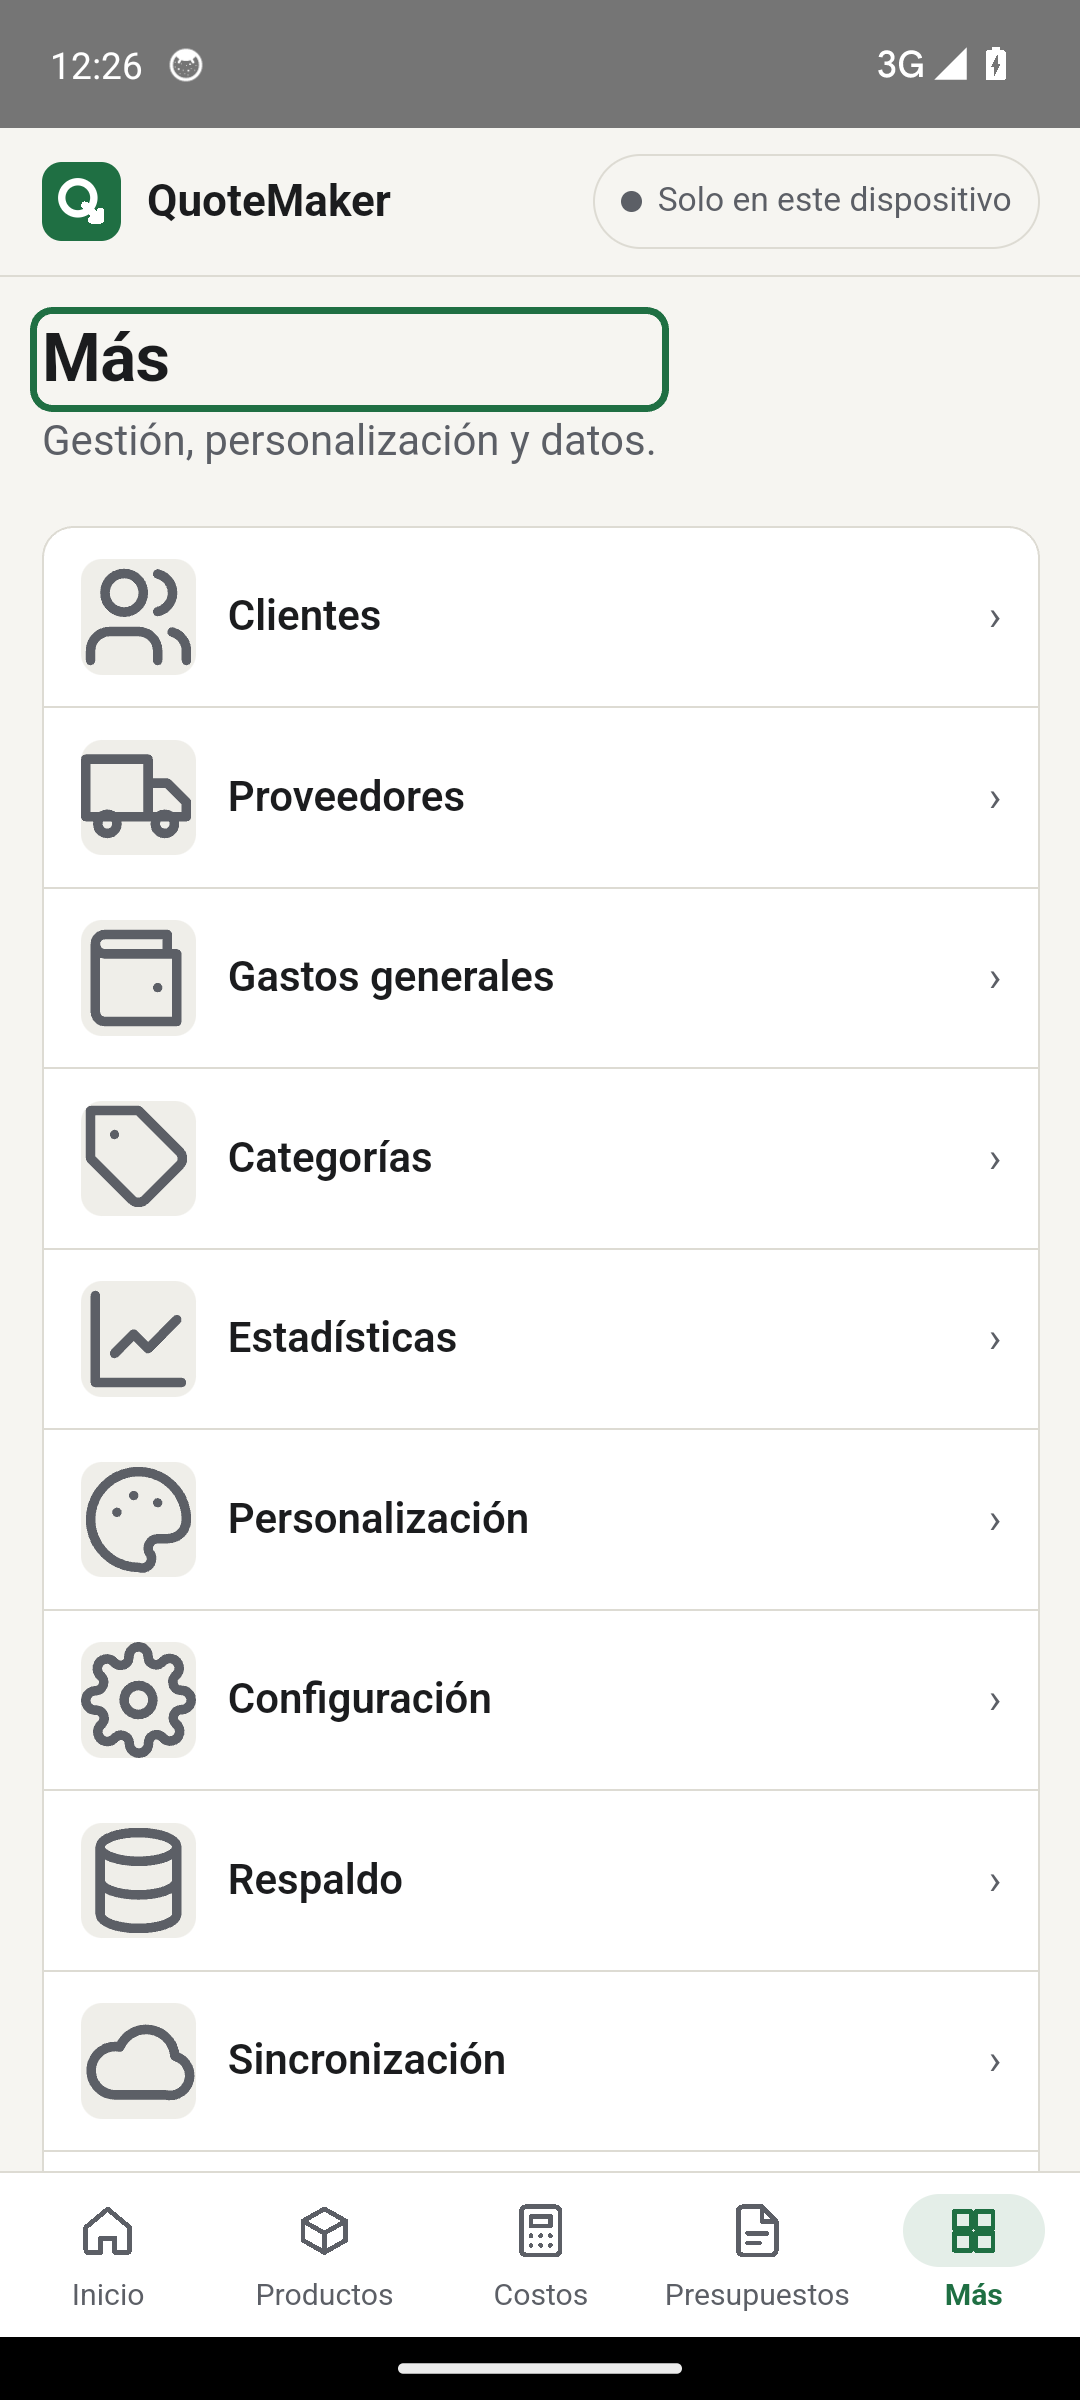 12:26
3G
QuoteMaker
Solo en este dispositivo
Más
Gestión, personalización y datos.
Clientes
Proveedores
Gastos generales
Categorías
Estadísticas
Personalización
Configuración
Respaldo
Sincronización
Inicio
Productos
Costos
Presupuestos
Más